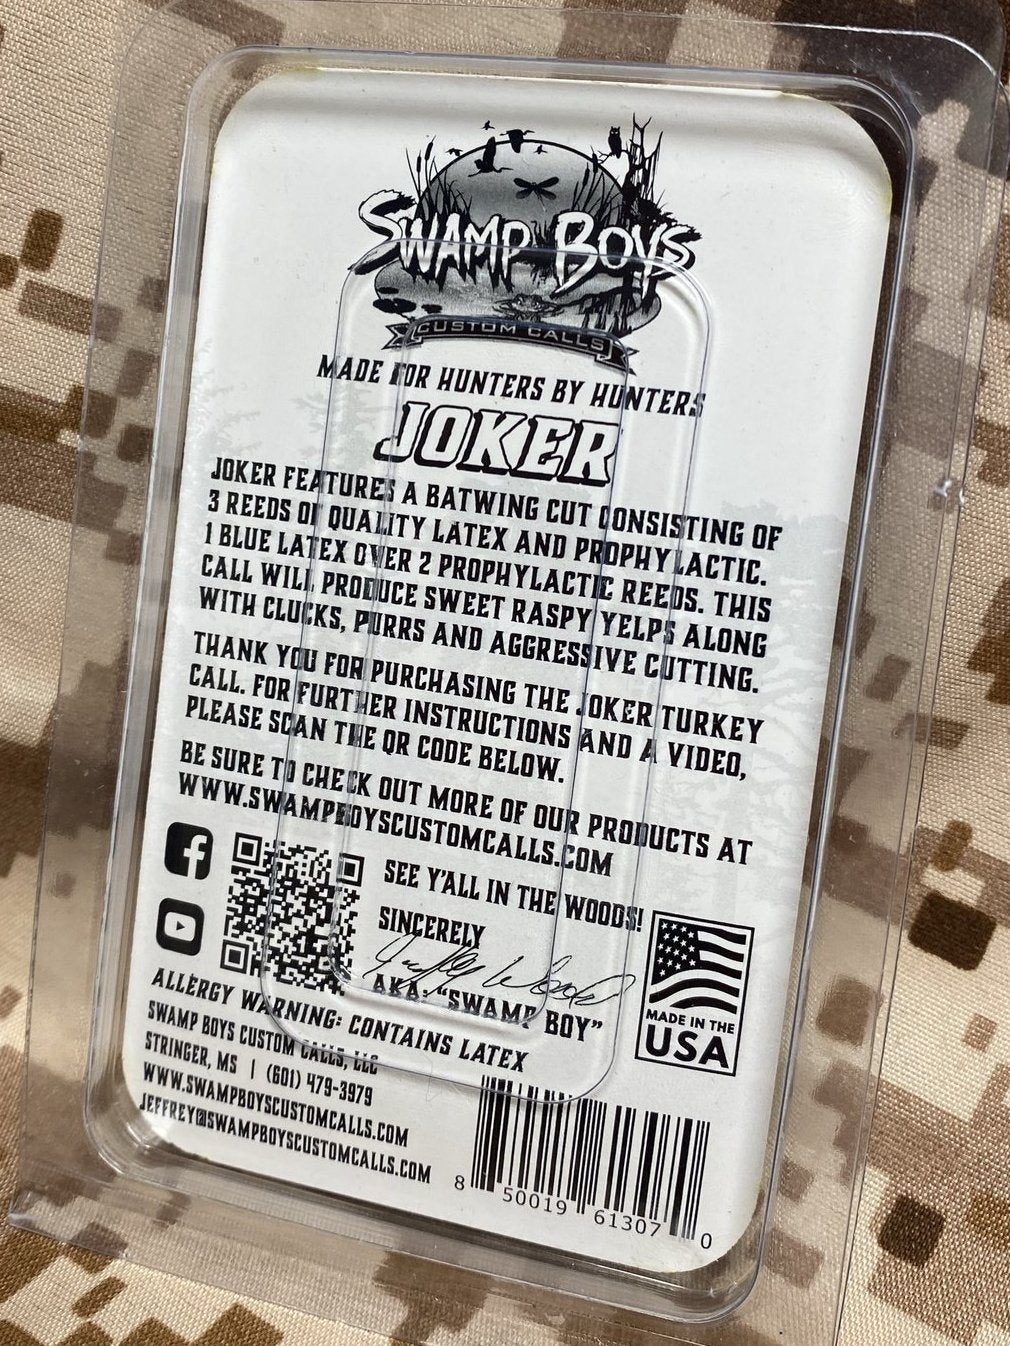 SWAMP BOYS
CUSTOM CALLS
MADE FOR HUNTERS BY HUNTERS
JOKER
JOKER FEATURES A BATWING CUT CONSISTING OF
3 REEDS OF QUALITY LATEX AND PROPHYLACTIC.
1 BLUE LATEX OVER 2 PROPHYLACTIC REEDS. THIS
CALL WILL PRODUCE SWEET RASPY YELPS ALONG
WITH CLUCKS, PURRS AND AGGRESSIVE CUTTING.
THANK YOU FOR PURCHASING THE JOKER TURKEY
CALL. FOR FURTHER INSTRUCTIONS AND A VIDEO,
PLEASE SCAN THE QR CODE BELOW.
BE SURE TO CHECK OUT MORE OF OUR PRODUCTS AT
WWW.SWAMPBOYSCUSTOMCALLS.COM
SEE Y'ALL IN THE WOODS!
SINCERELY
Jeffrey Woods
AKA: "SWAMP BOY"
MADE IN THE
USA
ALLERGY WARNING: CONTAINS LATEX
SWAMP BOYS CUSTOM CALLS, LLC
STRINGER, MS | (601) 479-3979
WWW.SWAMPBOYSCUSTOMCALLS.COM
JEFFREY@SWAMPBOYSCUSTOMCALLS.COM
8 50019 61307 0